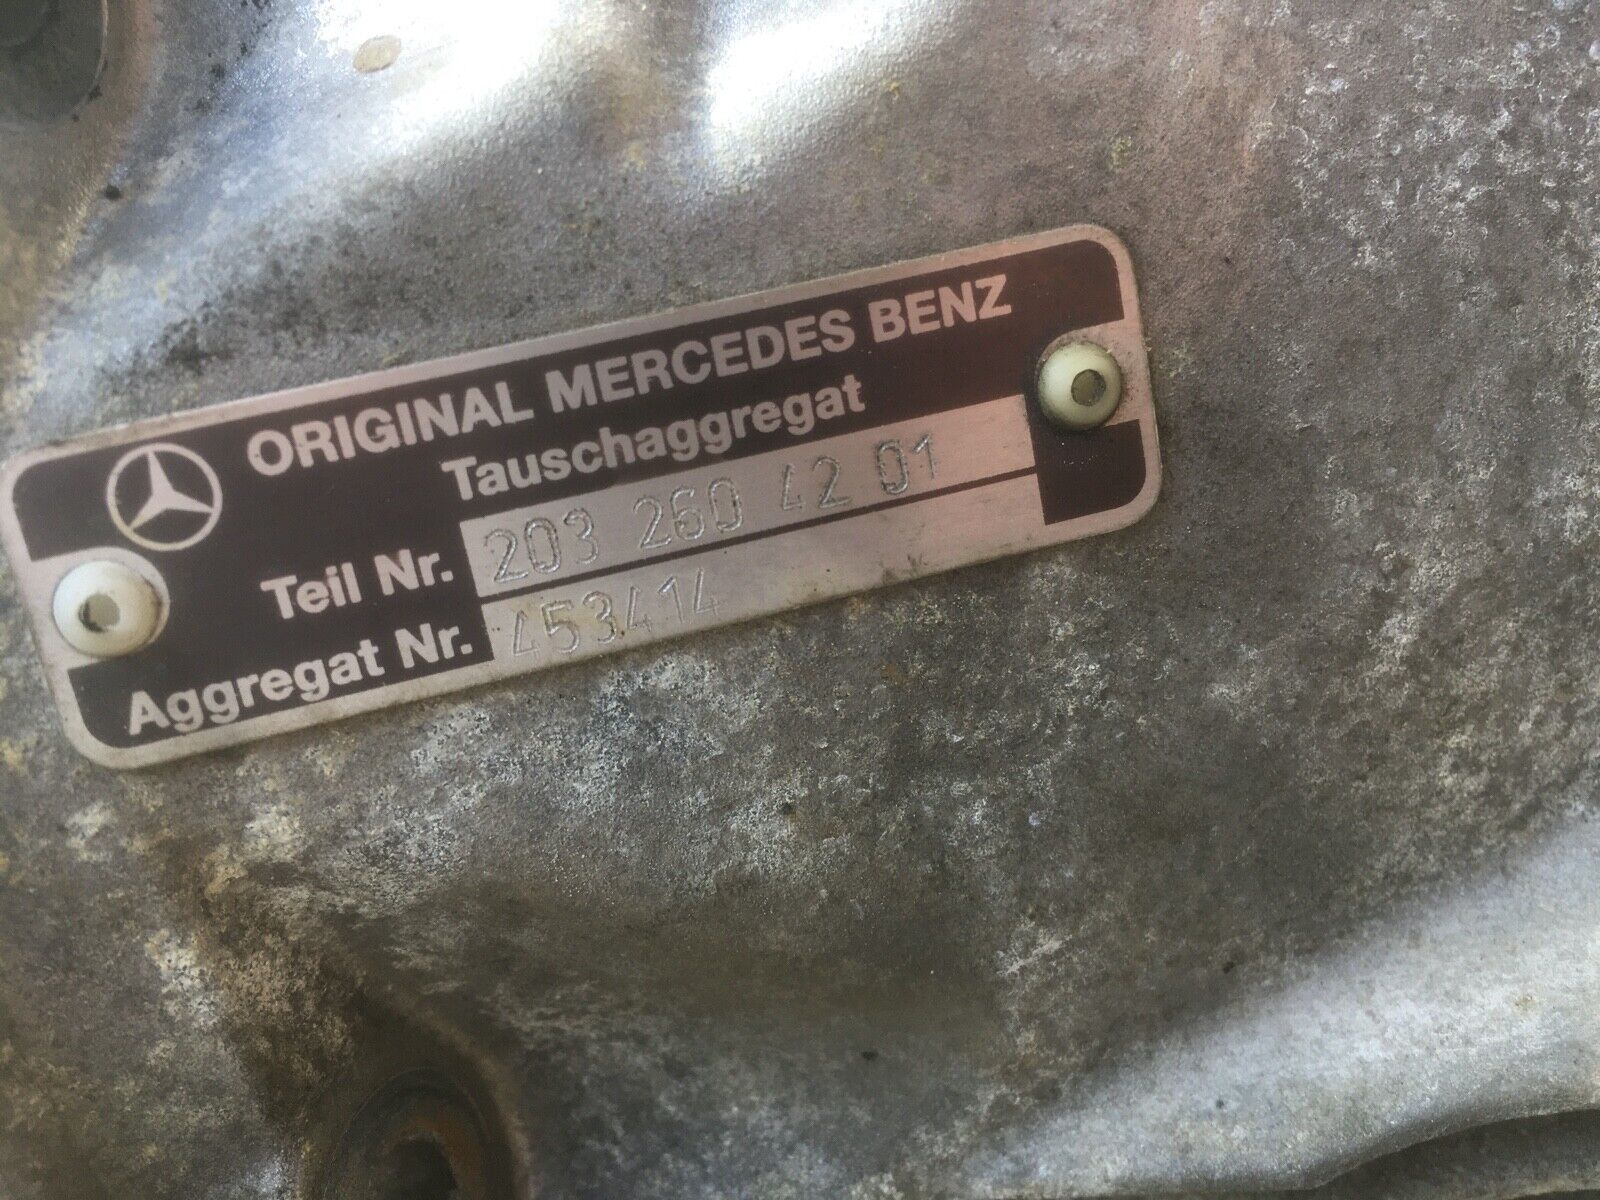 ORIGINAL MERCEDES BENZ
Tauschaggregat
Teil Nr. 203 260 42 01
Aggregat Nr. 453414